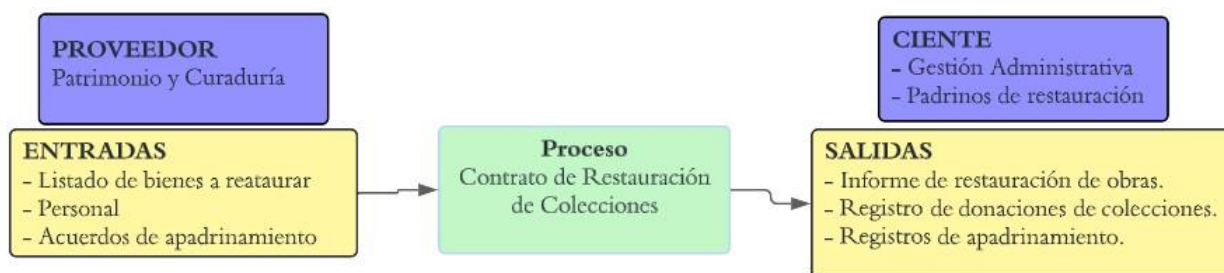 PROVEEDOR
Patrimonio y Curaduría
ENTRADAS
- Listado de bienes a reataurar
- Personal
- Acuerdos de apadrinamiento
Proceso
Contrato de Restauración
de Colecciones
CIENTE
- Gestión Administrativa
- Padrinos de restauración
SALIDAS
- Informe de restauración de obras.
- Registro de donaciones de colecciones.
- Registros de apadrinamiento.